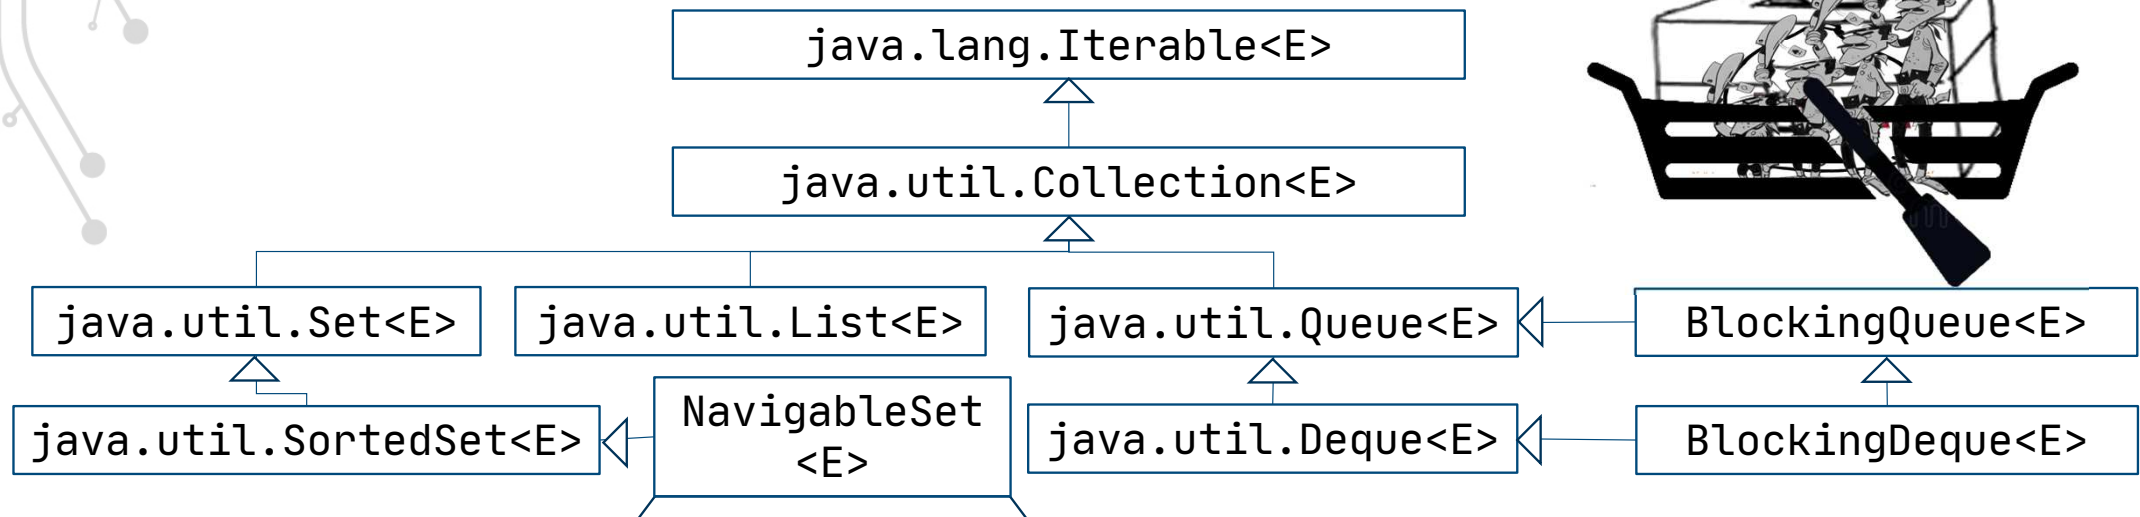 java.lang.Iterable<E>
java.util.Collection<E>
java.util.Set<E>
java.util.List<E>
java.util.Queue<E>
BlockingQueue<E>
java.util.SortedSet<E>
NavigableSet
<E>
java.util.Deque<E>
BlockingDeque<E>